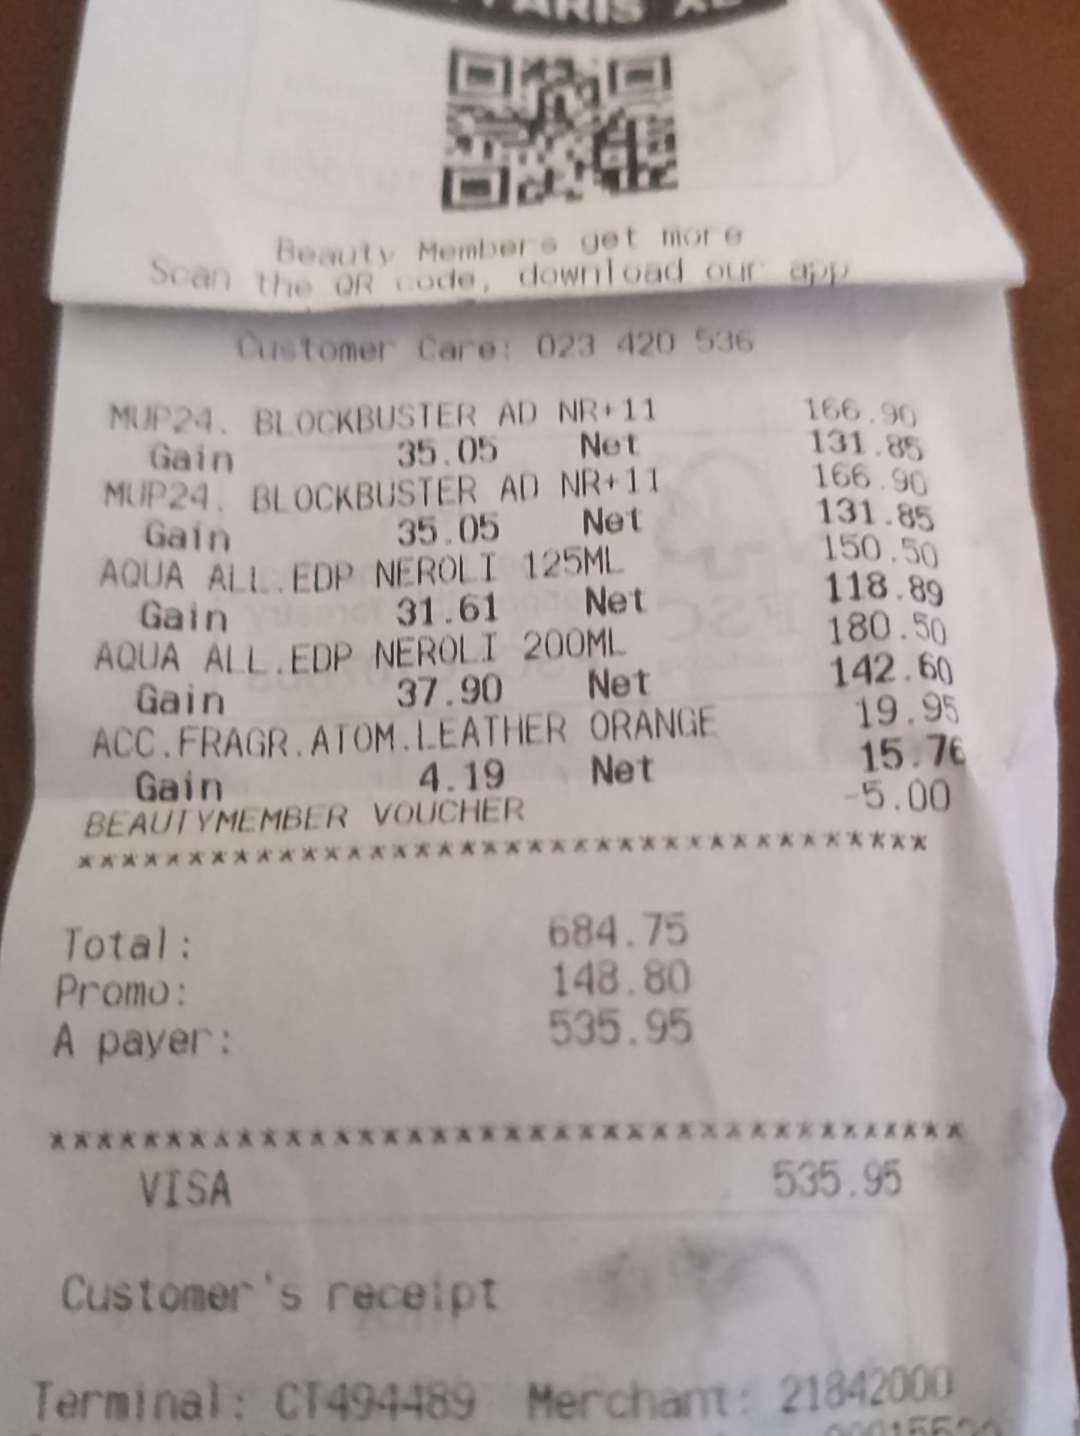 PARIS XL
Beauty Members get more
Scan the QR code, download our app
Customer Care: 023 420 536
MUP24. BLOCKBUSTER AD NR+11 166.90
Gain 35.05 Net 131.85
MUP24. BLOCKBUSTER AD NR+11 166.90
Gain 35.05 Net 131.85
AQUA ALL.EDP NEROLI 125ML 150.50
Gain 31.61 Net 118.89
AQUA ALL.EDP NEROLI 200ML 180.50
Gain 37.90 Net 142.60
ACC.FRAGR.ATOM.LEATHER ORANGE 19.95
Gain 4.19 Net 15.76
BEAUTYMEMBER VOUCHER -5.00
*************************************
Total: 684.75
Promo: 148.80
A payer: 535.95
*************************************
VISA 535.95
Customer's receipt
Terminal: CT494489 Merchant: 21842000